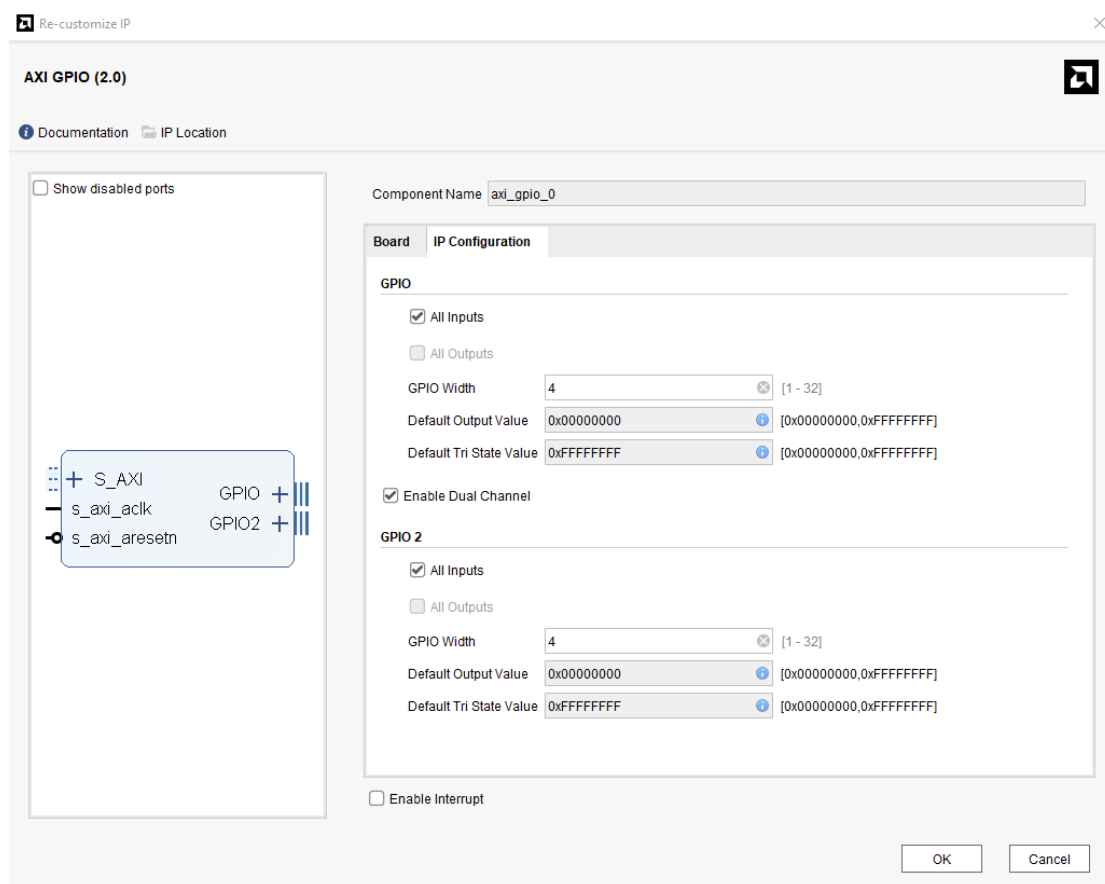 Re-customize IP
AXI GPIO (2.0)
Documentation IP Location
Show disabled ports
S_AXI
s_axi_aclk
s_axi_aresetn
GPIO
GPIO2
Component Name axi_gpio_0
Board IP Configuration
GPIO
All Inputs
All Outputs
GPIO Width 4 [1 - 32]
Default Output Value 0x00000000 [0x00000000,0xFFFFFFFF]
Default Tri State Value 0xFFFFFFFF [0x00000000,0xFFFFFFFF]
Enable Dual Channel
GPIO 2
All Inputs
All Outputs
GPIO Width 4 [1 - 32]
Default Output Value 0x00000000 [0x00000000,0xFFFFFFFF]
Default Tri State Value 0xFFFFFFFF [0x00000000,0xFFFFFFFF]
Enable Interrupt
OK Cancel